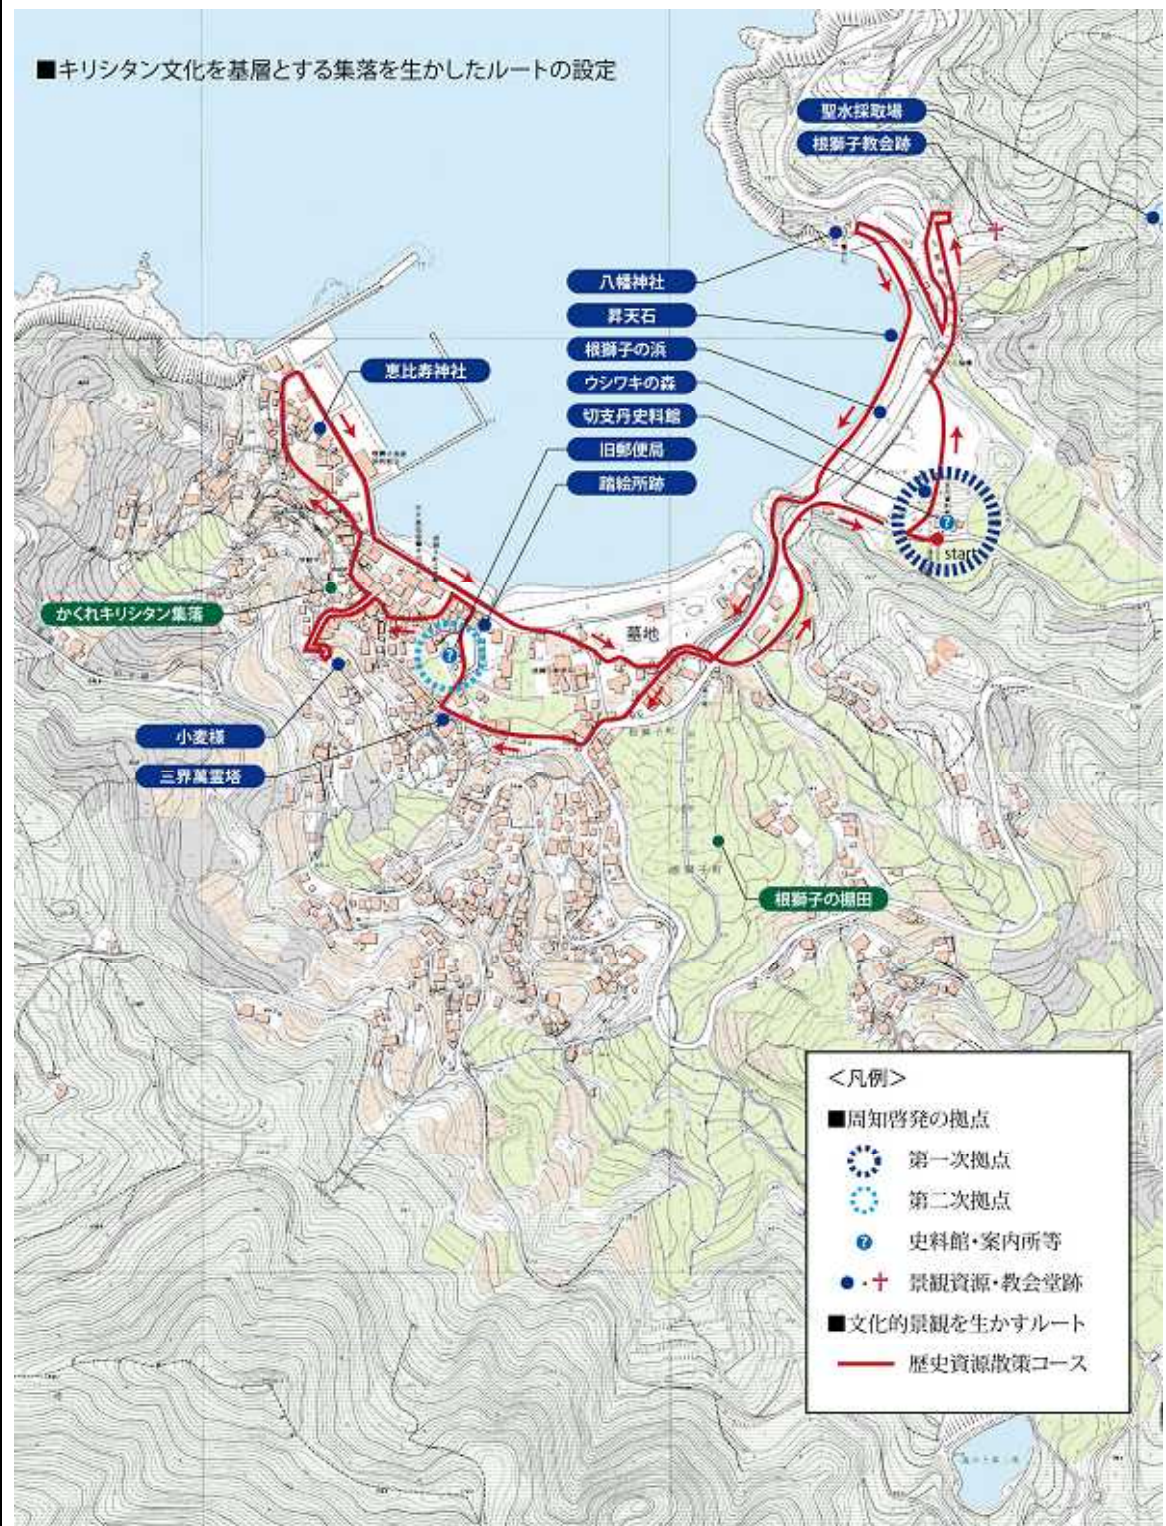 ■キリシタン文化を基層とする集落を生かしたルートの設定
聖水採取場
根獅子教会跡
八幡神社
昇天石
根獅子の浜
ウシワキの森
切支丹史料館
旧郵便局
踏絵所跡
恵比寿神社
start
かくれキリシタン集落
墓地
小麦様
三界萬霊塔
根獅子町
根獅子町
根獅子の棚田
<凡例>
■周知啓発の拠点
第一次拠点
第二次拠点
? 史料館・案内所等
・ 景観資源・教会堂跡
■文化的景観を生かすルート
歴史資源散策コース